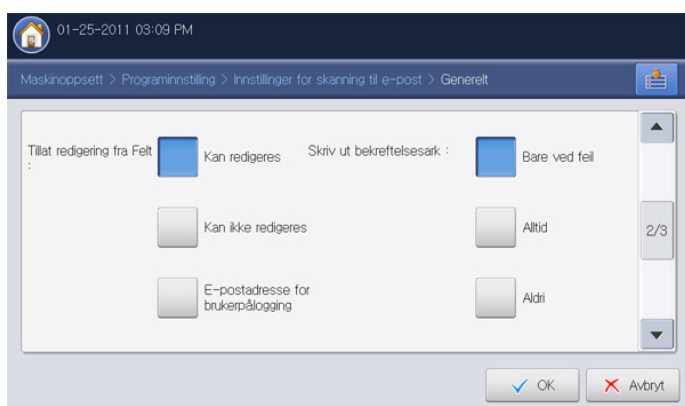 01-25-2011 03:09 PM
Maskinoppsett > Programinnstilling > Innstillinger for skanning til e-post > Generelt
Tillat redigering fra Felt
:
Kan redigeres
Skriv ut bekreftelsesark :
Bare ved feil
Kan ikke redigeres
Alltid
2/3
E-postadresse for
brukerpålogging
Aldri
OK
Avbryt